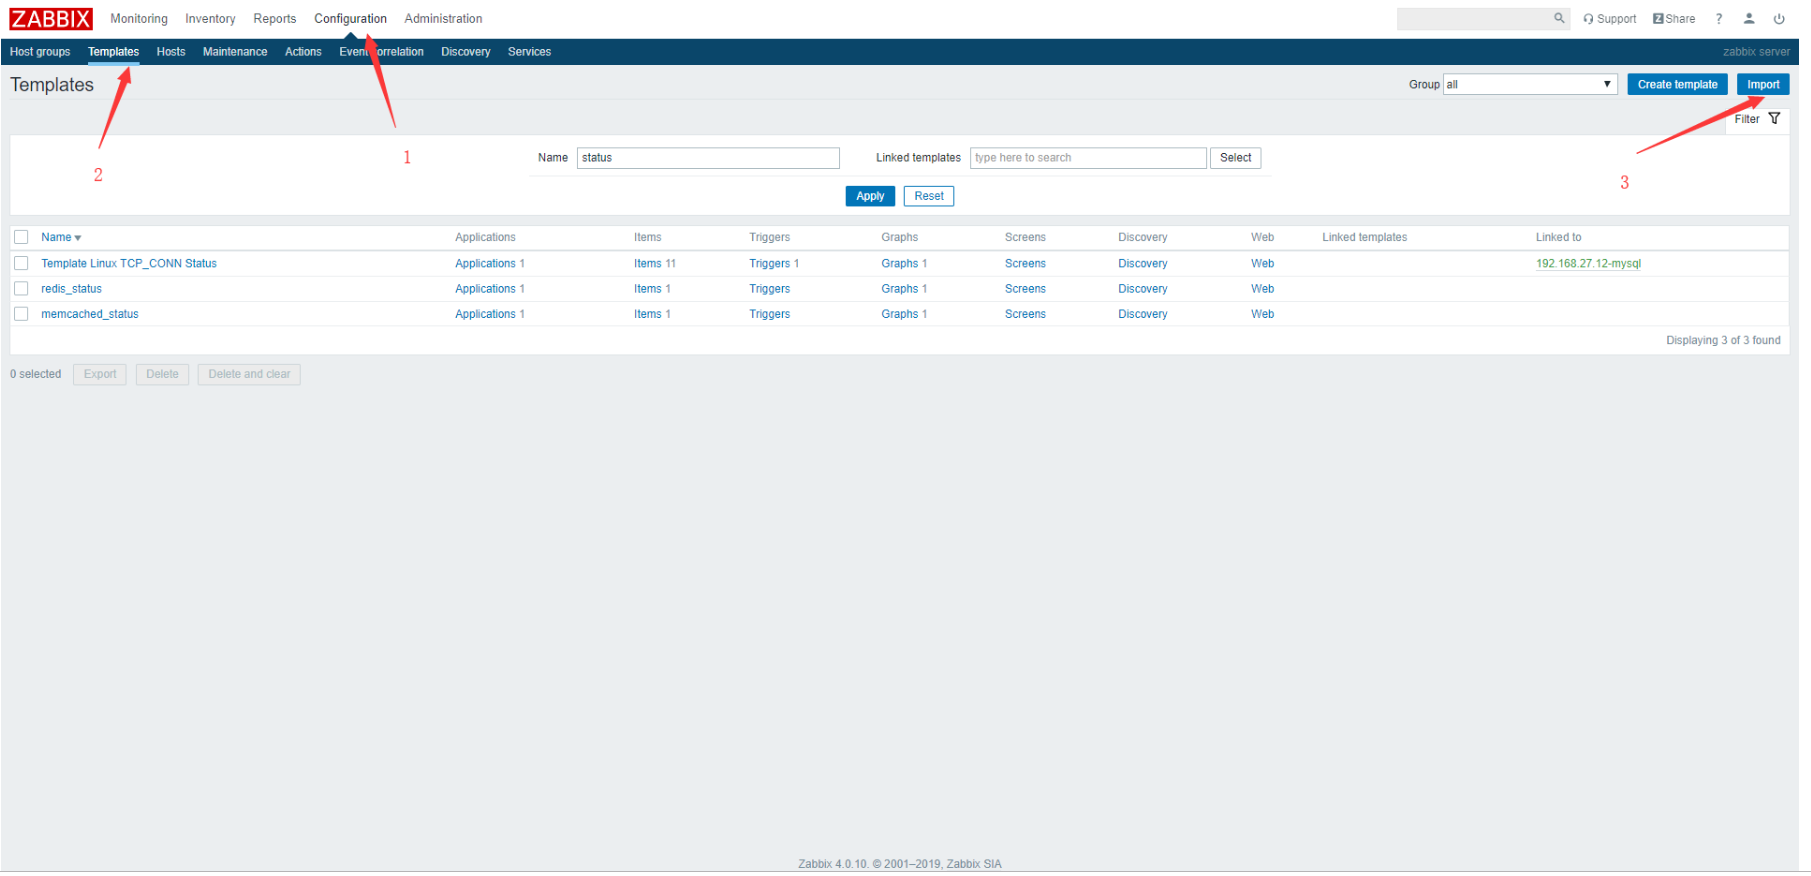 ZABBIX Monitoring Inventory Reports Configuration Administration Support Z Share ?
Host groups Templates Hosts Maintenance Actions Event correlation Discovery Services zabbix server
Templates Group all Create template Import
Filter
1
2
3
Name status Linked templates type here to search Select
Apply Reset
Name Applications Items Triggers Graphs Screens Discovery Web Linked templates Linked to
Template Linux TCP_CONN Status Applications 1 Items 11 Triggers 1 Graphs 1 Screens Discovery Web 192.168.27.12-mysql
redis_status Applications 1 Items 1 Triggers Graphs 1 Screens Discovery Web
memcached_status Applications 1 Items 1 Triggers Graphs 1 Screens Discovery Web
Displaying 3 of 3 found
0 selected Export Delete Delete and clear
Zabbix 4.0.10. © 2001–2019, Zabbix SIA